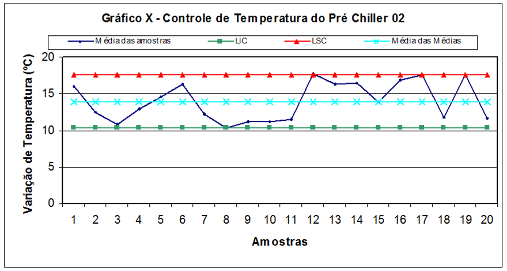 Gráfico X - Controle de Temperatura do Pré Chiller 02
Média das amostras LIC LSC Média das Médias
Variação de Temperatura (ºC)
20
15
10
5
0
1 2 3 4 5 6 7 8 9 10 11 12 13 14 15 16 17 18 19 20
Amostras